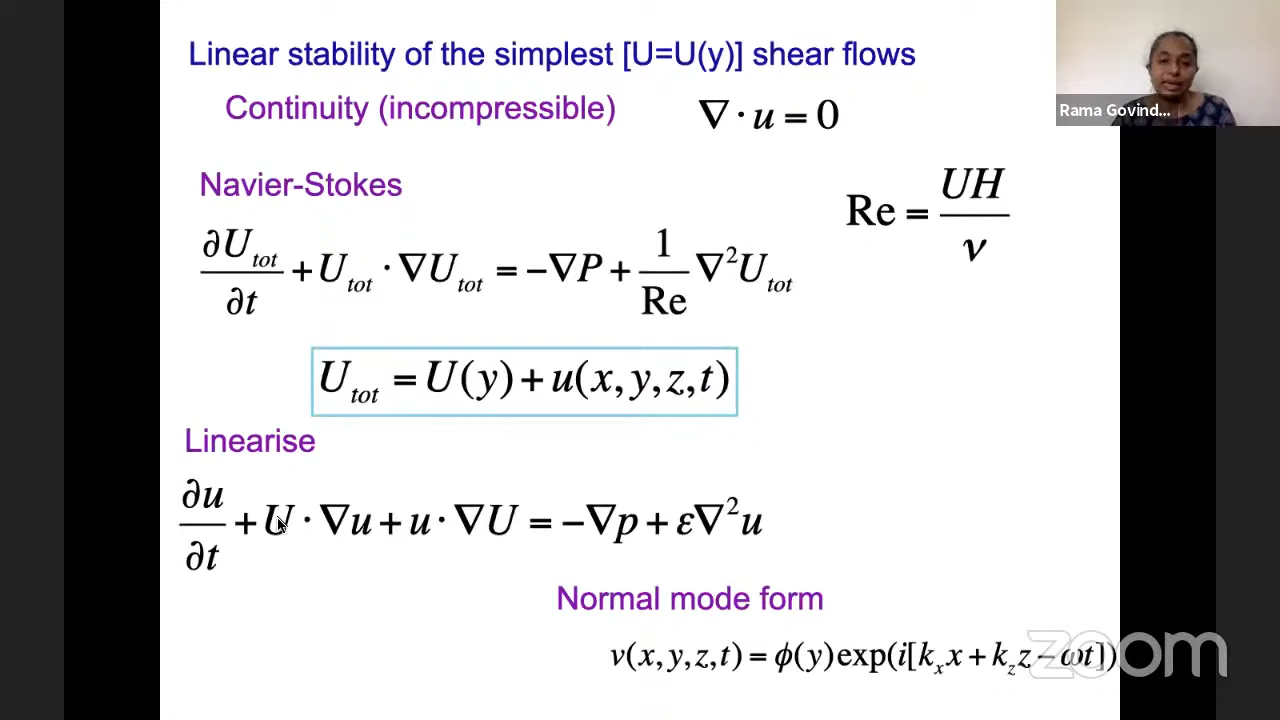 Linear stability of the simplest [U=U(y)] shear flows
Continuity (incompressible) ∇ · u = 0
Rama Govind...
Navier-Stokes
Re = UH/ν
∂U_tot/∂t + U_tot · ∇U_tot = −∇P + 1/Re ∇²U_tot
U_tot = U(y) + u(x, y, z, t)
Linearise
∂u/∂t + U · ∇u + u · ∇U = −∇p + ε∇²u
Normal mode form
v(x, y, z, t) = ϕ(y)exp(i[k_x x + k_z z − ωt])
zoom